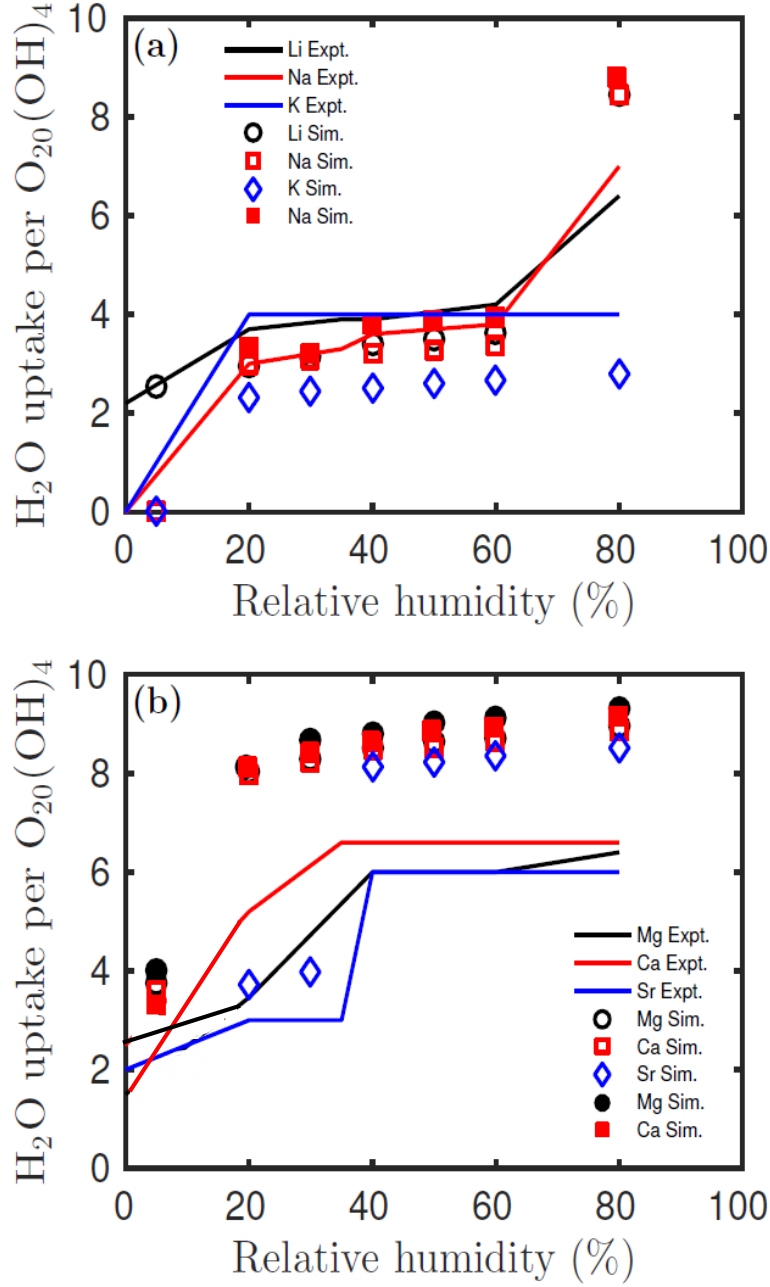 (a)
Li Expt.
Na Expt.
K Expt.
Li Sim.
Na Sim.
K Sim.
Na Sim.
10
8
6
4
2
0
H₂O uptake per O₂₀(OH)₄
0 20 40 60 80 100
Relative humidity (%)
(b)
10
8
6
4
2
0
H₂O uptake per O₂₀(OH)₄
Mg Expt.
Ca Expt.
Sr Expt.
Mg Sim.
Ca Sim.
Sr Sim.
Mg Sim.
Ca Sim.
0 20 40 60 80 100
Relative humidity (%)